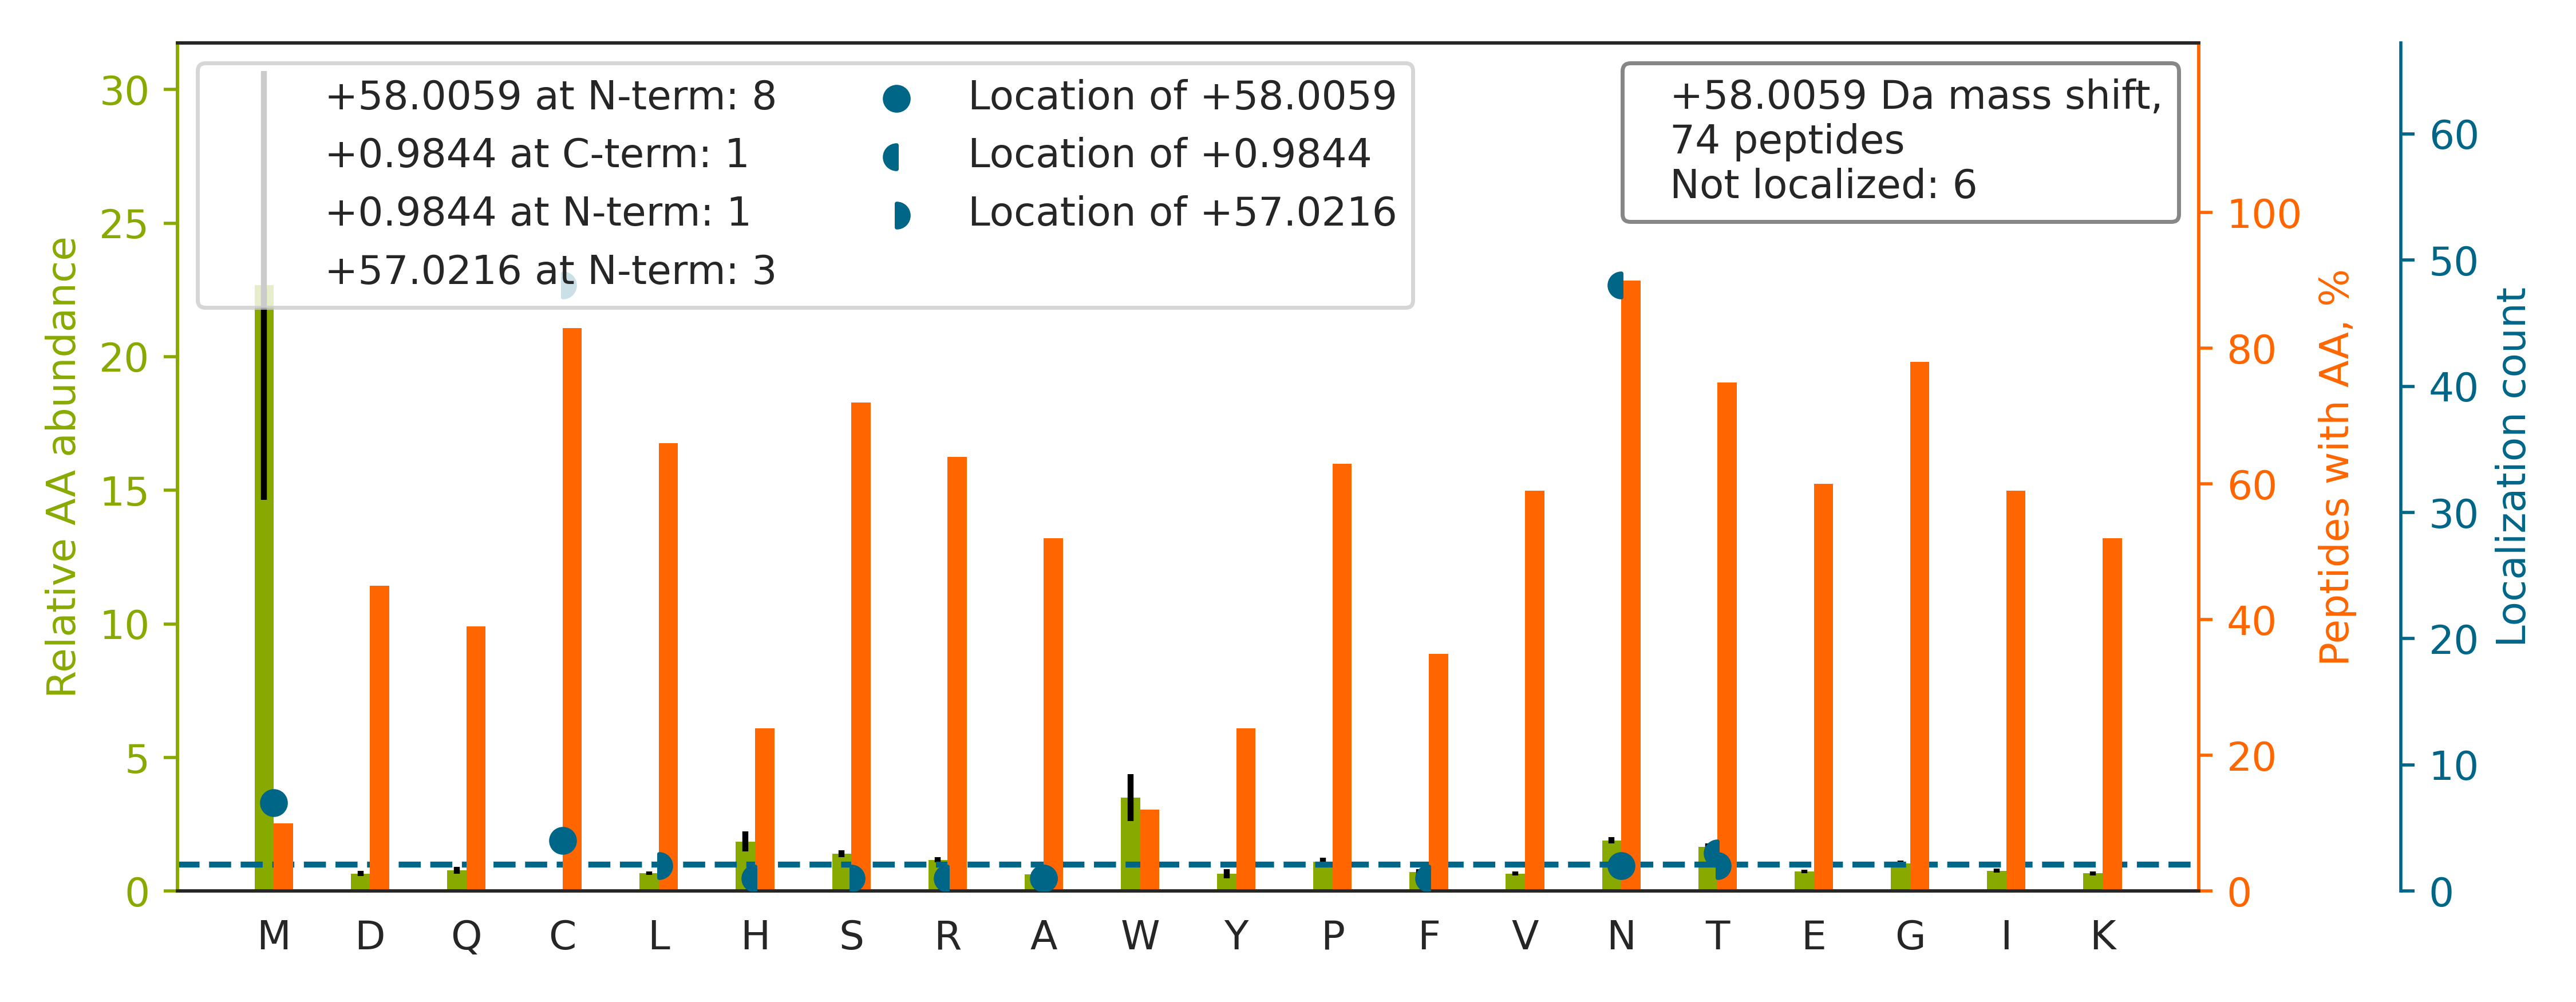 +58.0059 at N-term: 8
+0.9844 at C-term: 1
+0.9844 at N-term: 1
+57.0216 at N-term: 3
Location of +58.0059
Location of +0.9844
Location of +57.0216
+58.0059 Da mass shift,
74 peptides
Not localized: 6
Relative AA abundance
30
25
20
15
10
5
0
Peptides with AA, %
100
80
60
40
20
0
Localization count
60
50
40
30
20
10
0
M D Q C L H S R A W Y P F V N T E G I K